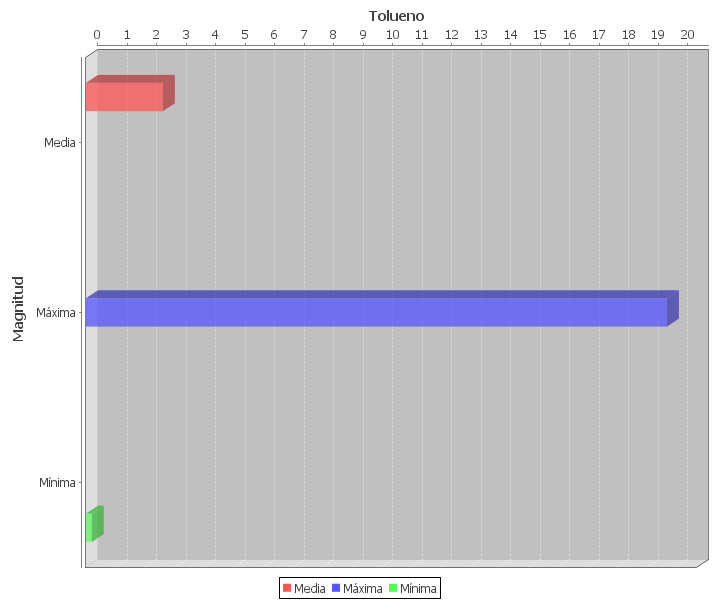 Tolueno
0 1 2 3 4 5 6 7 8 9 10 11 12 13 14 15 16 17 18 19 20
Media
Magnitud
Máxima
Mínima
Media Máxima Mínima